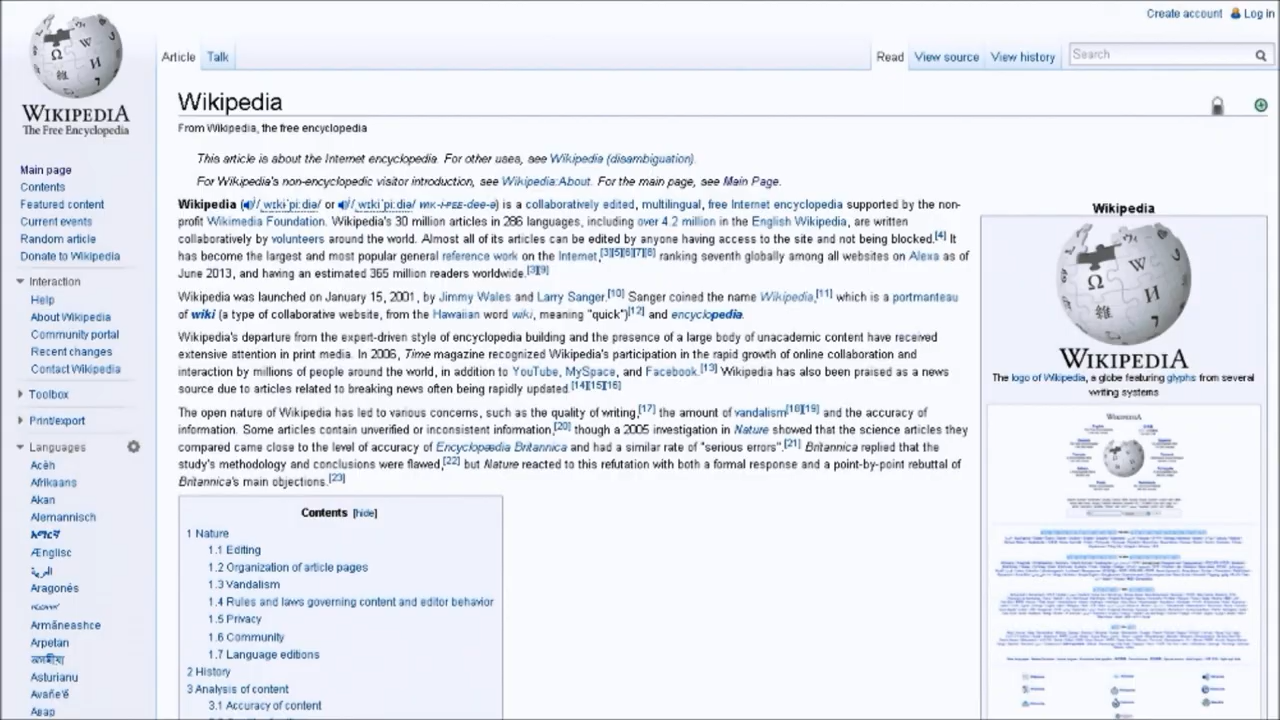 Create account Log in
WIKIPEDIA
The Free Encyclopedia
Article Talk
Read View source View history Search
Main page
Contents
Featured content
Current events
Random article
Donate to Wikipedia
Interaction
Help
About Wikipedia
Community portal
Recent changes
Contact Wikipedia
Toolbox
Print/export
Languages
Acèh
Afrikaans
Akan
Alemannisch
አማርኛ
Ænglisc
العربية
Aragonés
Armãneashce
Arpetan
Asturianu
Avañe'ẽ
Wikipedia
From Wikipedia, the free encyclopedia
This article is about the Internet encyclopedia. For other uses, see Wikipedia (disambiguation).
For Wikipedia's non-encyclopedic visitor introduction, see Wikipedia:About. For the main page, see Main Page.
Wikipedia (/ˌwɪkɨˈpiːdiə/ or /ˌwɪkiˈpiːdiə/ WIK-i-PEE-dee-ə) is a collaboratively edited, multilingual, free Internet encyclopedia supported by the non-
profit Wikimedia Foundation. Wikipedia's 30 million articles in 286 languages, including over 4.2 million in the English Wikipedia, are written
collaboratively by volunteers around the world. Almost all of its articles can be edited by anyone having access to the site and not being blocked.[4] It
has become the largest and most popular general reference work on the Internet,[3][5][6][7][8] ranking seventh globally among all websites on Alexa as of
June 2013, and having an estimated 365 million readers worldwide.[3][9]
Wikipedia was launched on January 15, 2001, by Jimmy Wales and Larry Sanger.[10] Sanger coined the name Wikipedia,[11] which is a portmanteau
of wiki (a type of collaborative website, from the Hawaiian word wiki, meaning "quick")[12] and encyclopedia.
Wikipedia's departure from the expert-driven style of encyclopedia building and the presence of a large body of unacademic content have received
extensive attention in print media. In 2006, Time magazine recognized Wikipedia's participation in the rapid growth of online collaboration and
interaction by millions of people around the world, in addition to YouTube, MySpace, and Facebook.[13] Wikipedia has also been praised as a news
source due to articles related to breaking news often being rapidly updated.[14][15][16]
The open nature of Wikipedia has led to various concerns, such as the quality of writing,[17] the amount of vandalism[18][19] and the accuracy of
information. Some articles contain unverified or inconsistent information,[20] though a 2005 investigation in Nature showed that the science articles they
compared came close to the level of accuracy of Encyclopædia Britannica and had a similar rate of "serious errors".[21] Britannica replied that the
study's methodology and conclusions were flawed,[22] but Nature reacted to this refutation with both a formal response and a point-by-point rebuttal of
Britannica's main objections.[23]
Contents [hide]
1 Nature
1.1 Editing
1.2 Organization of article pages
1.3 Vandalism
1.5 Privacy
1.6 Community
1.7 Language editions
2 History
3 Analysis of content
3.1 Accuracy of content
Wikipedia
WIKIPEDIA
The logo of Wikipedia, a globe featuring glyphs from several
writing systems